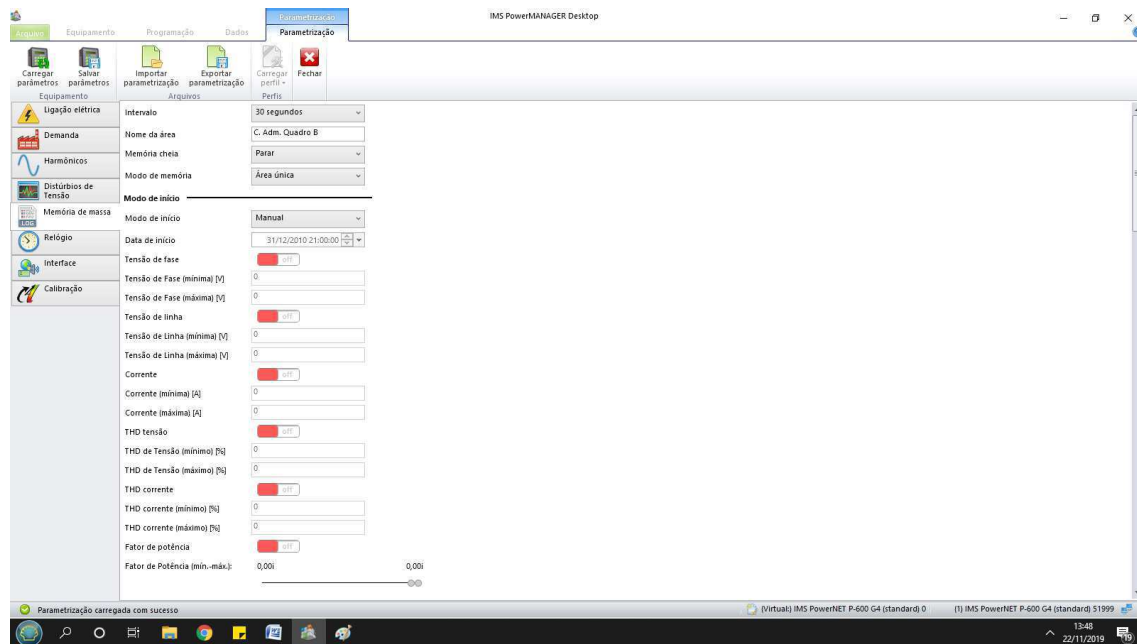 IMS PowerMANAGER Desktop
Parametrização
Arquivo Equipamento Programação Dados Parametrização
Carregar parâmetros
Salvar parâmetros
Importar parametrização
Exportar parametrização
Carregar perfil
Fechar
Equipamento Arquivos Perfis
Ligação elétrica
Demanda
Harmônicos
Distúrbios de Tensão
LOG
Memória de massa
Relógio
Interface
Calibração
Intervalo 30 segundos
Nome da área C. Adm. Quadro B
Memória cheia Parar
Modo de memória Área única
Modo de início
Modo de início Manual
Data de início 31/12/2010 21:00:00
Tensão de fase off
Tensão de Fase (mínima) [V] 0
Tensão de Fase (máxima) [V] 0
Tensão de linha off
Tensão de Linha (mínima) [V] 0
Tensão de Linha (máxima) [V] 0
Corrente off
Corrente (mínima) [A] 0
Corrente (máxima) [A] 0
THD tensão off
THD de Tensão (mínimo) [%] 0
THD de Tensão (máximo) [%] 0
THD corrente off
THD corrente (mínimo) [%] 0
THD corrente (máximo) [%] 0
Fator de potência off
Fator de Potência (mín.-máx.): 0,00i 0,00i
Parametrização carregada com sucesso
(Virtual:) IMS PowerNET P-600 G4 (standard) 0
(1) IMS PowerNET P-600 G4 (standard) 51999
13:48
22/11/2019